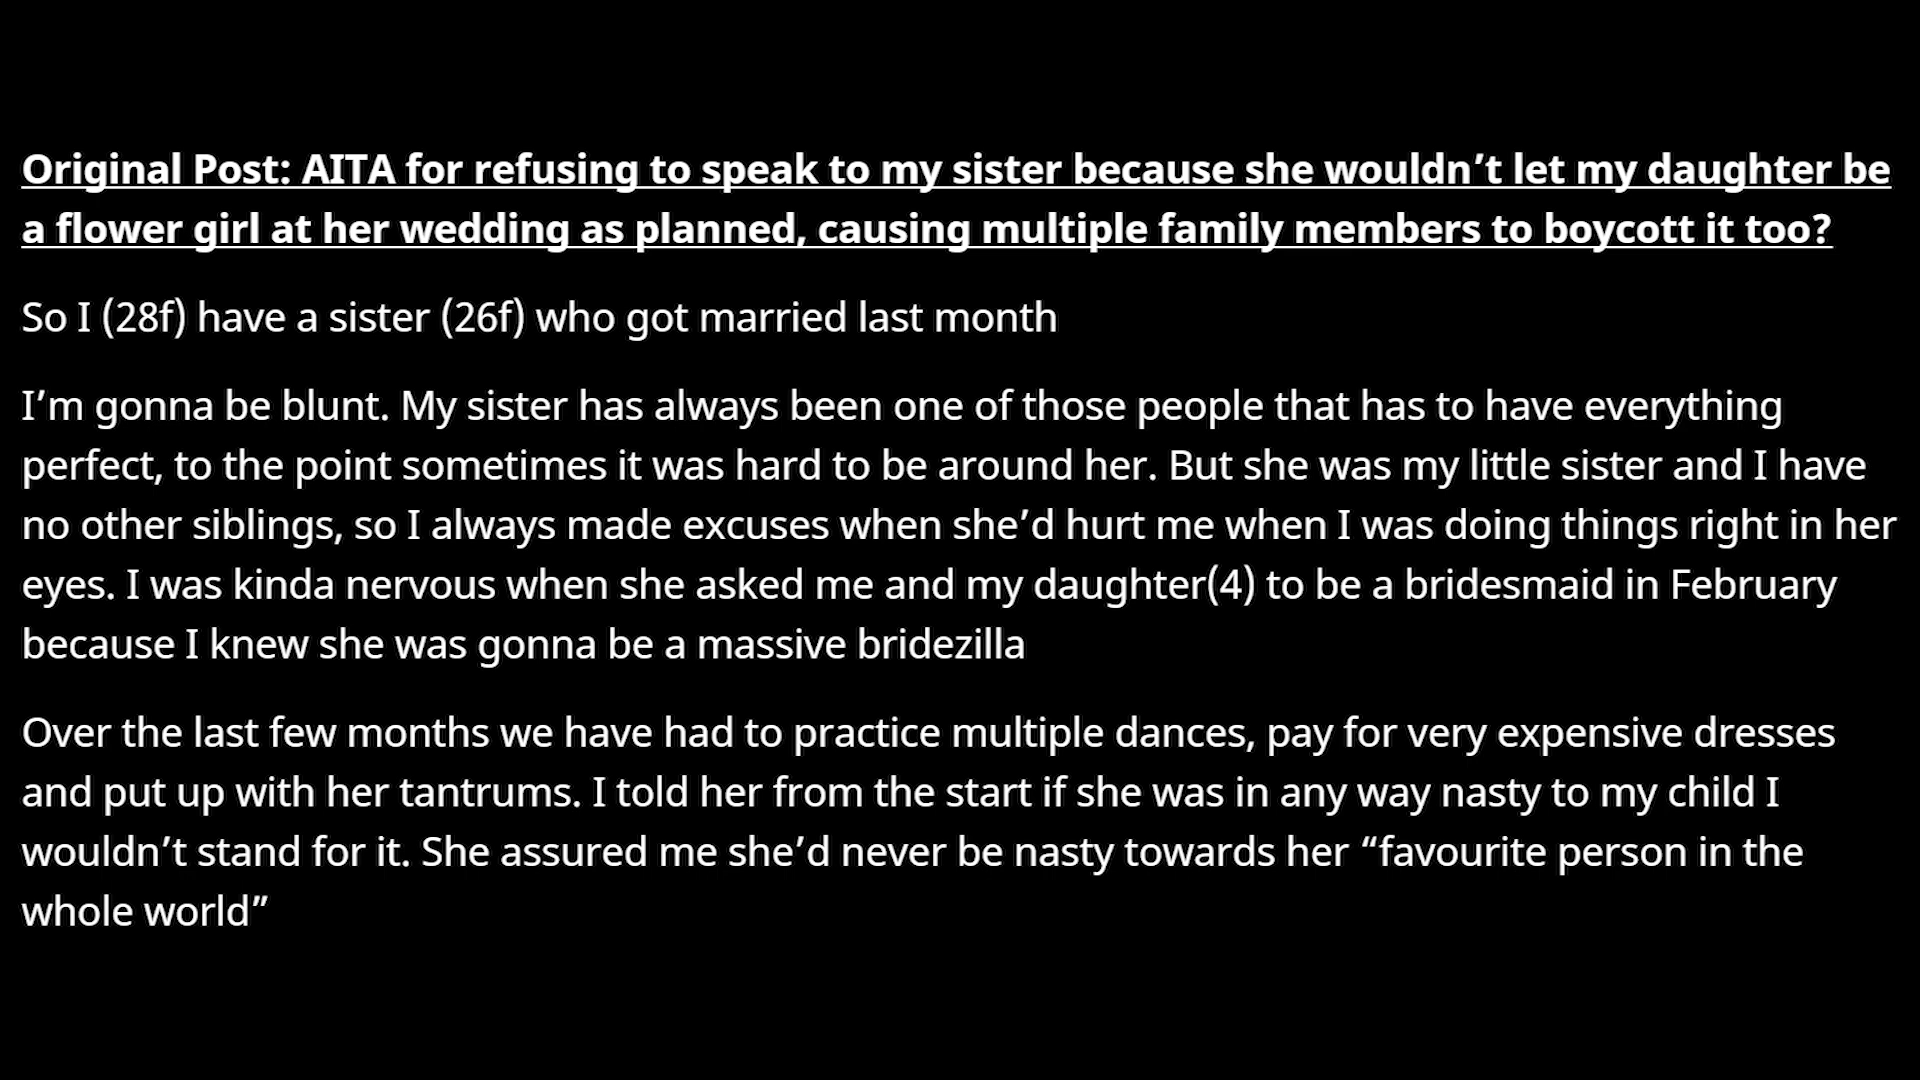 Original Post: AITA for refusing to speak to my sister because she wouldn’t let my daughter be
a flower girl at her wedding as planned, causing multiple family members to boycott it too?
So I (28f) have a sister (26f) who got married last month
I’m gonna be blunt. My sister has always been one of those people that has to have everything
perfect, to the point sometimes it was hard to be around her. But she was my little sister and I have
no other siblings, so I always made excuses when she’d hurt me when I was doing things right in her
eyes. I was kinda nervous when she asked me and my daughter(4) to be a bridesmaid in February
because I knew she was gonna be a massive bridezilla
Over the last few months we have had to practice multiple dances, pay for very expensive dresses
and put up with her tantrums. I told her from the start if she was in any way nasty to my child I
wouldn’t stand for it. She assured me she’d never be nasty towards her “favourite person in the
whole world”